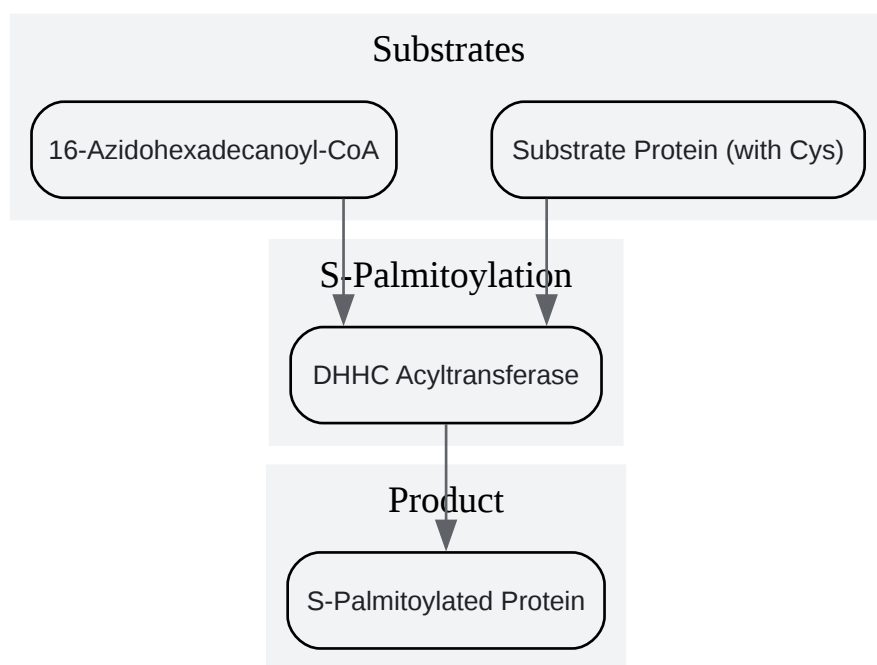 Substrates
16-Azidohexadecanoyl-CoA
Substrate Protein (with Cys)
S-Palmitoylation
DHHC Acyltransferase
Product
S-Palmitoylated Protein